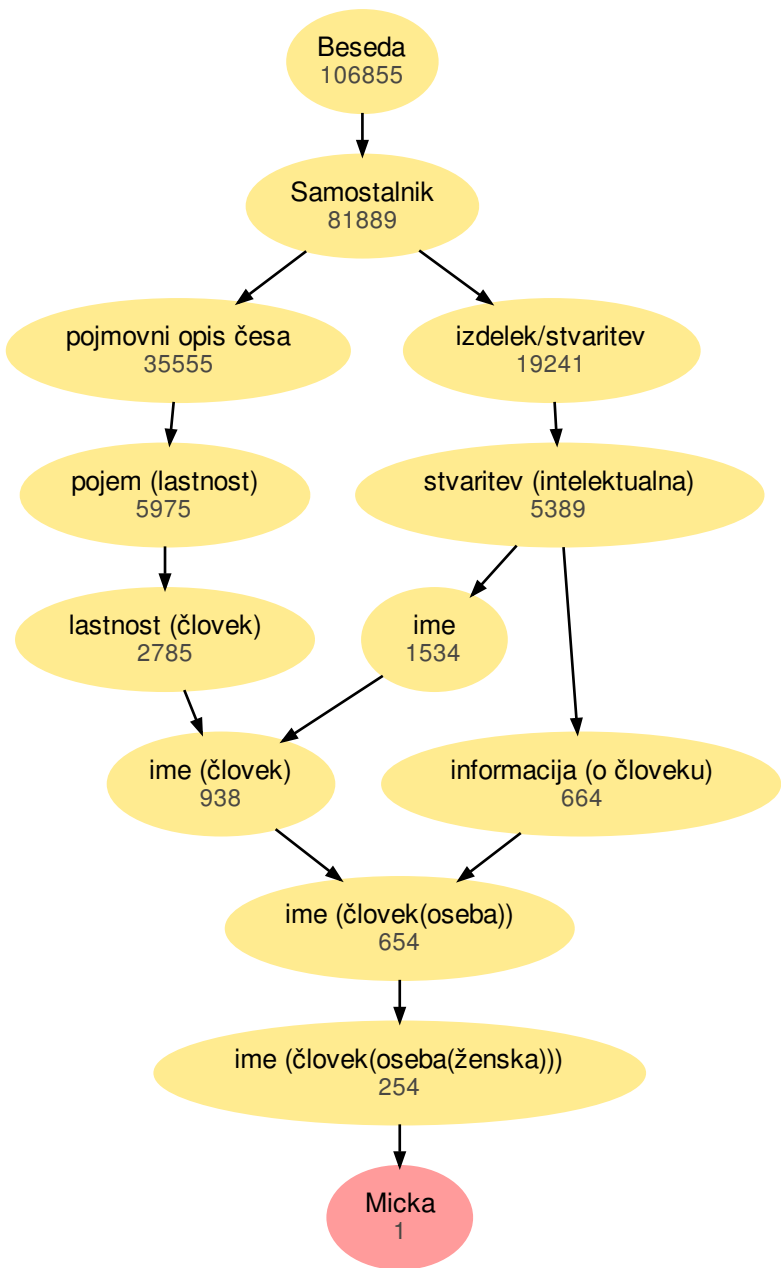 Beseda
106855
Samostalnik
81889
pojmovni opis česa
35555
izdelek/stvaritev
19241
pojem (lastnost)
5975
stvaritev (intelektualna)
5389
lastnost (človek)
2785
ime
1534
ime (človek)
938
informacija (o človeku)
664
ime (človek(oseba))
654
ime (človek(oseba(ženska)))
254
Micka
1